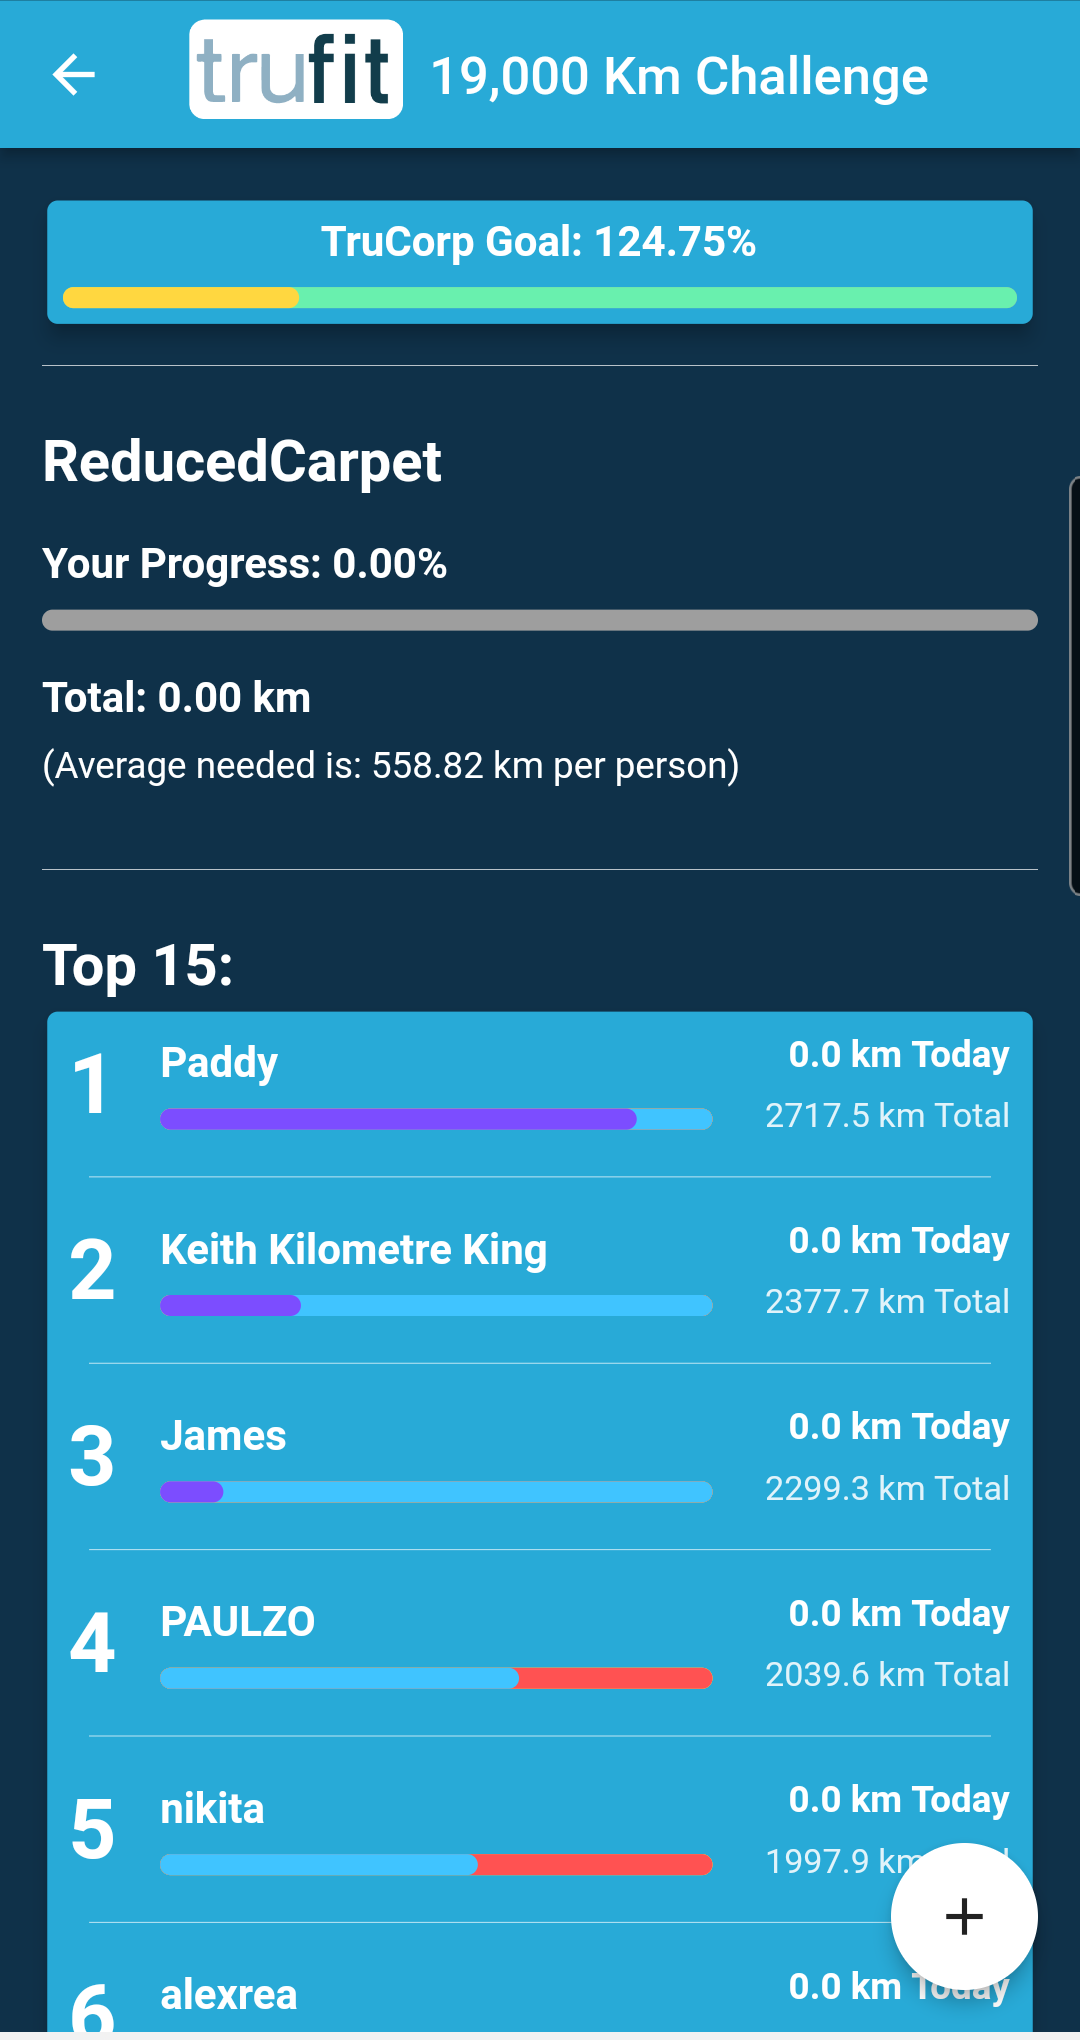 trufit 19,000 Km Challenge
TruCorp Goal: 124.75%
ReducedCarpet
Your Progress: 0.00%
Total: 0.00 km
(Average needed is: 558.82 km per person)
Top 15:
1 Paddy 0.0 km Today
2717.5 km Total
2 Keith Kilometre King 0.0 km Today
2377.7 km Total
3 James 0.0 km Today
2299.3 km Total
4 PAULZO 0.0 km Today
2039.6 km Total
5 nikita 0.0 km Today
1997.9 km
6 alexrea 0.0 km Today